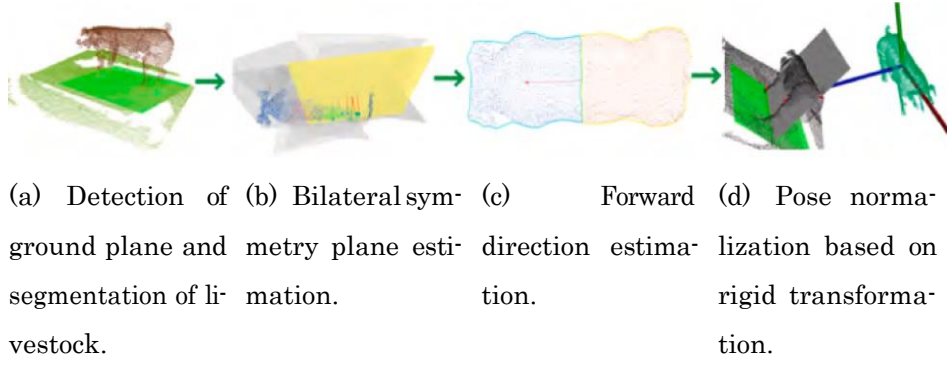 (a) Detection of ground plane and segmentation of li-vestock.
(b) Bilateral sym-metry plane esti-mation.
(c) Forward direction estima-tion.
(d) Pose norma-lization based on rigid transforma-tion.